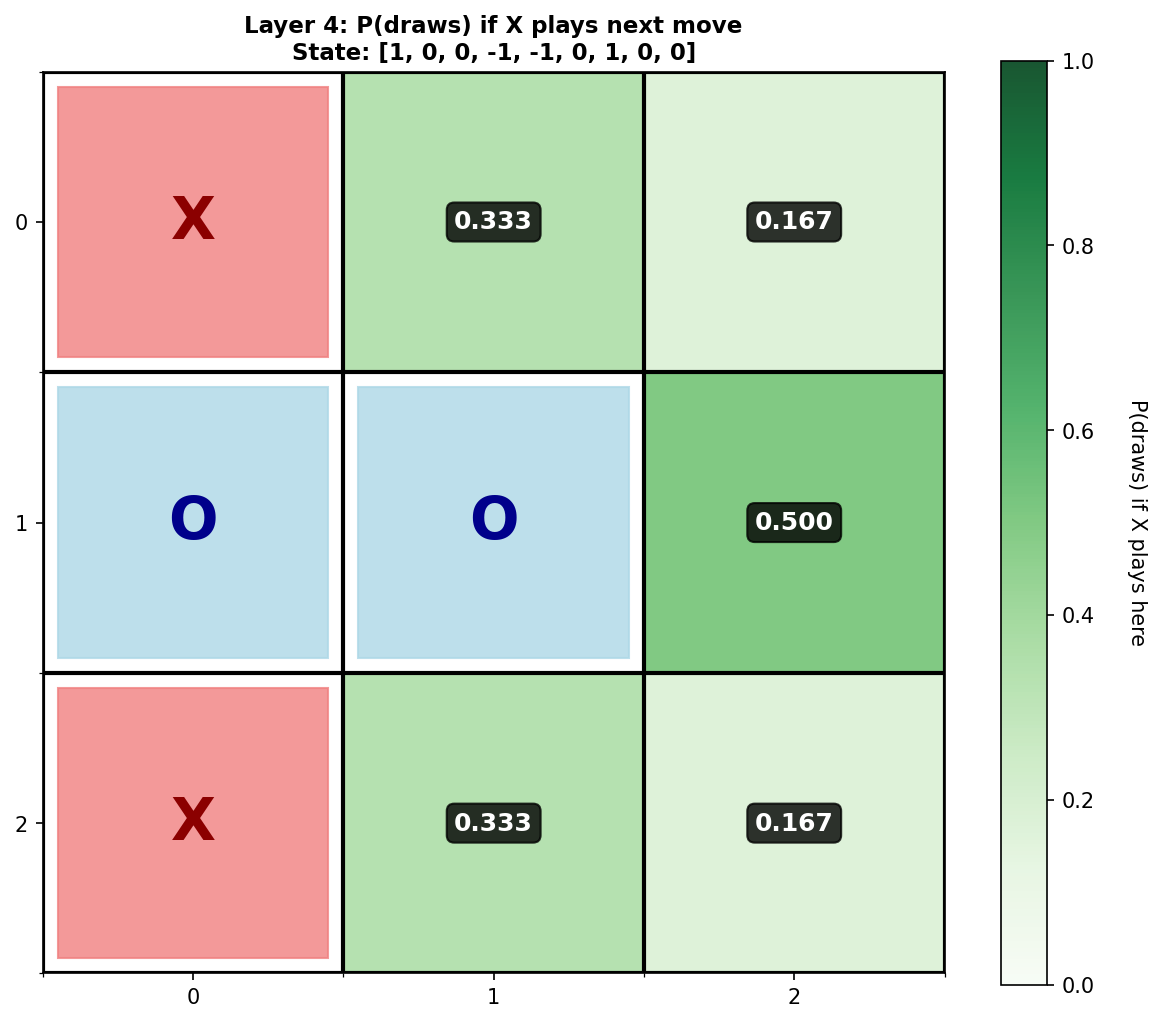 Layer 4: P(draws) if X plays next move
State: [1, 0, 0, -1, -1, 0, 1, 0, 0]
X
0.333
0.167
O
O
0.500
X
0.333
0.167
0
1
2
0
1
2
1.0
0.8
0.6
0.4
0.2
0.0
P(draws) if X plays here